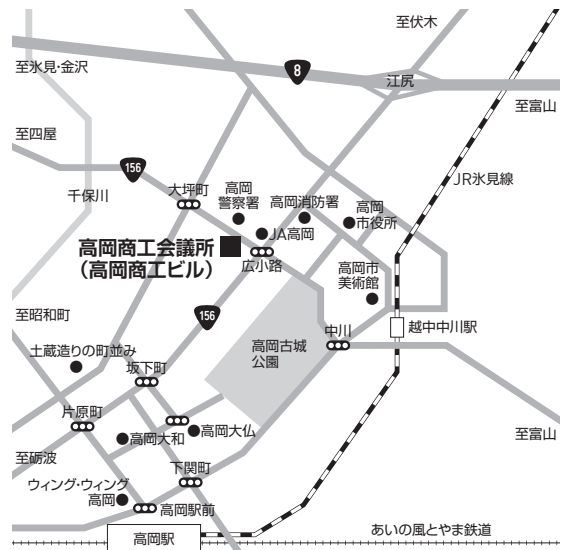 至伏木
至氷見・金沢
8
江尻
至富山
至四屋
156
JR氷見線
千保川
大坪町
高岡
警察署
高岡消防署
高岡
市役所
JA高岡
高岡商工会議所
（高岡商工ビル）
広小路
高岡市
美術館
至昭和町
156
越中中川駅
中川
高岡古城
公園
土蔵造りの町並み
坂下町
片原町
高岡大和
高岡大仏
至富山
至砺波
下関町
ウィング・ウィング
高岡
高岡駅前
高岡駅
あいの風とやま鉄道